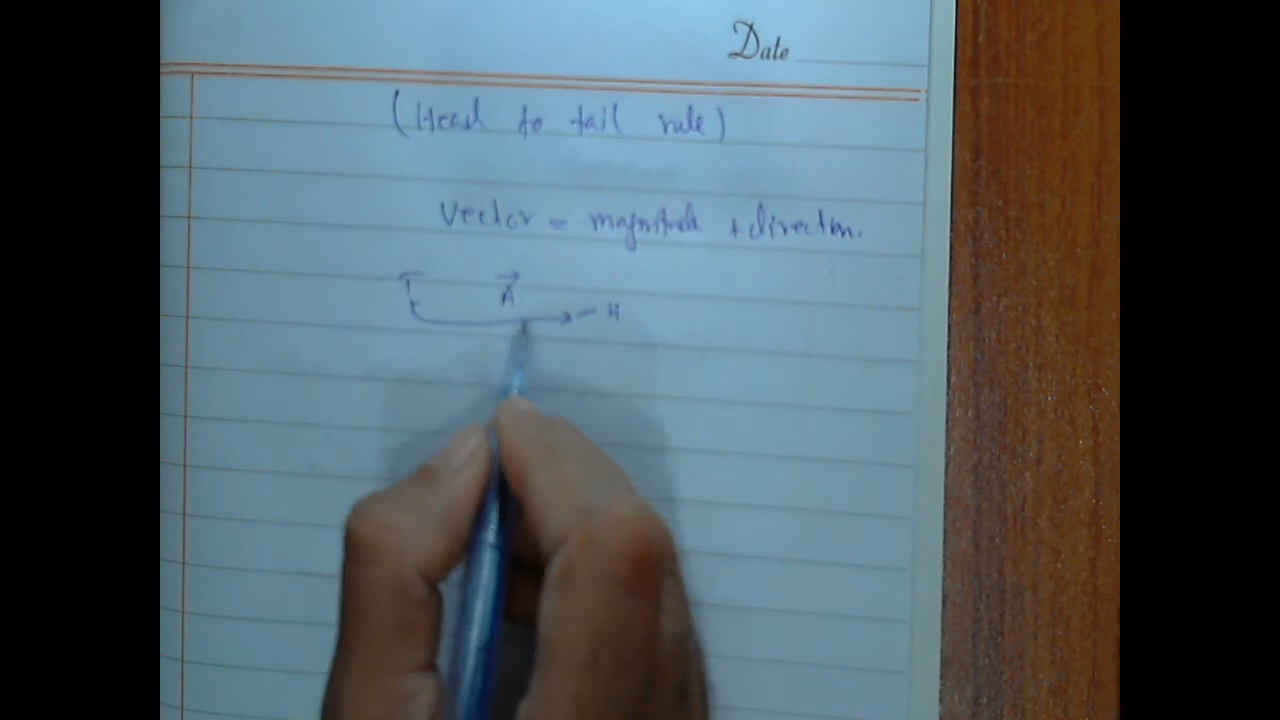 Date
(Head to tail rule)
Vector = magnitude + direction.
T A
H